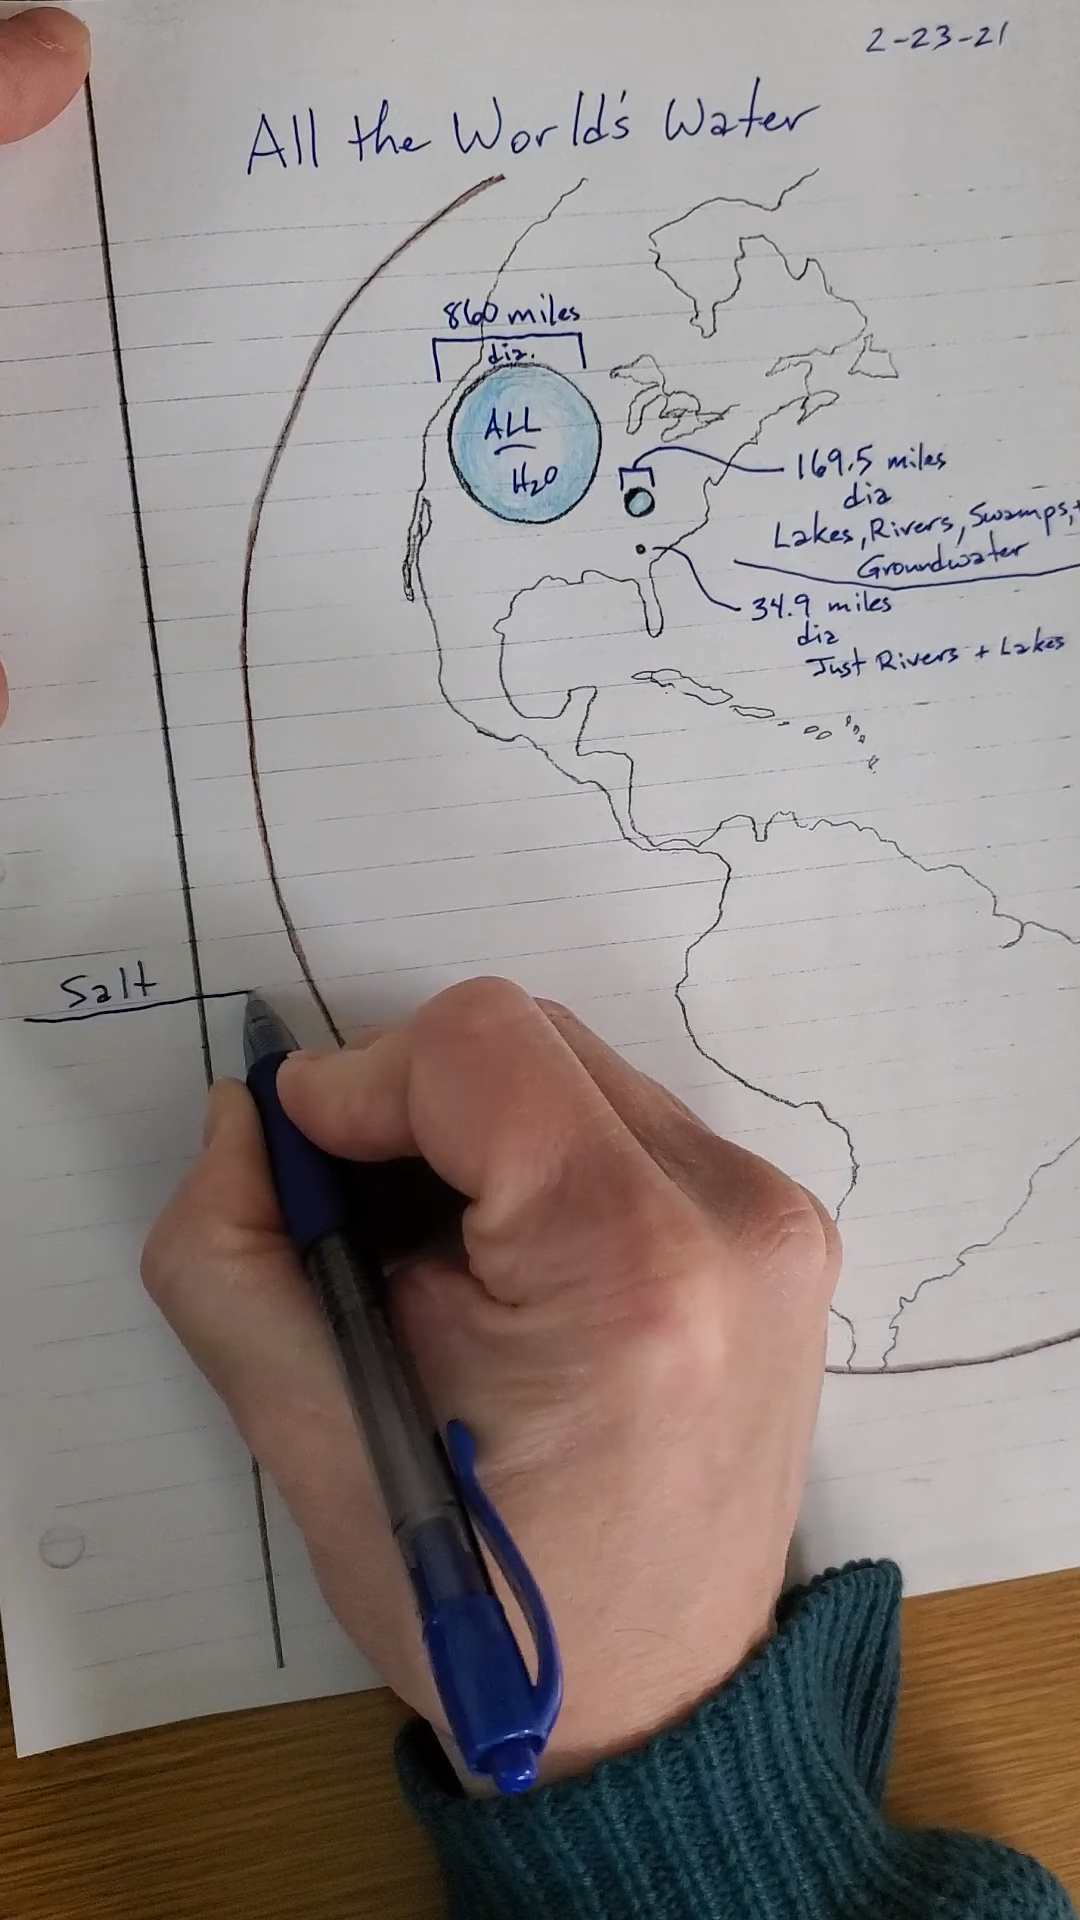 2-23-21
All the World's Water
860 miles
dia.
ALL
H20
169.5 miles
dia
Lakes, Rivers, Swamps, +
Groundwater
34.9 miles
dia
Just Rivers + Lakes
Salt